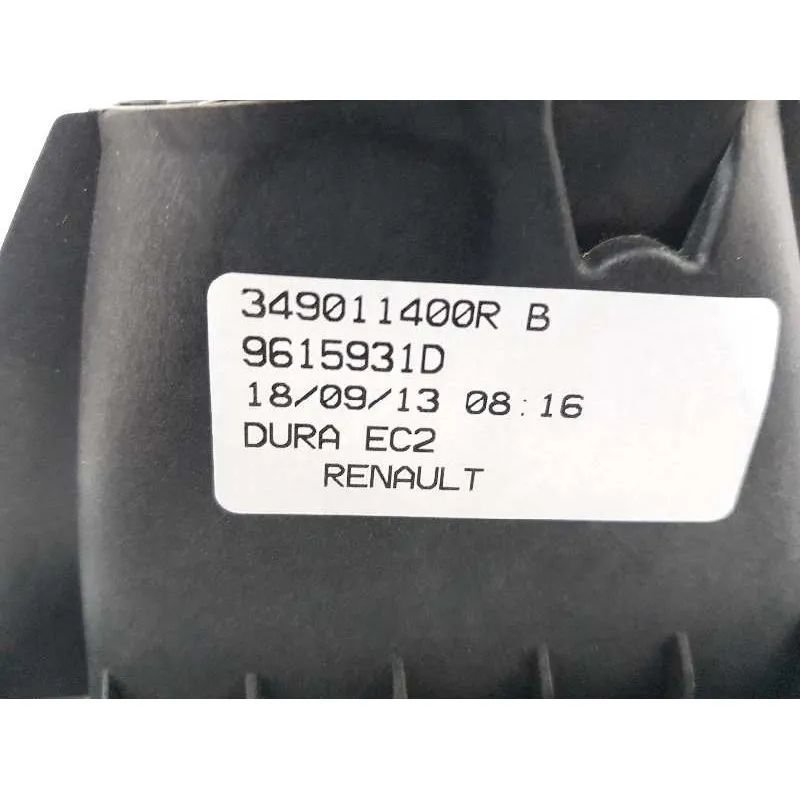 349011400R B
9615931D
18/09/13 08:16
DURA EC2
RENAULT